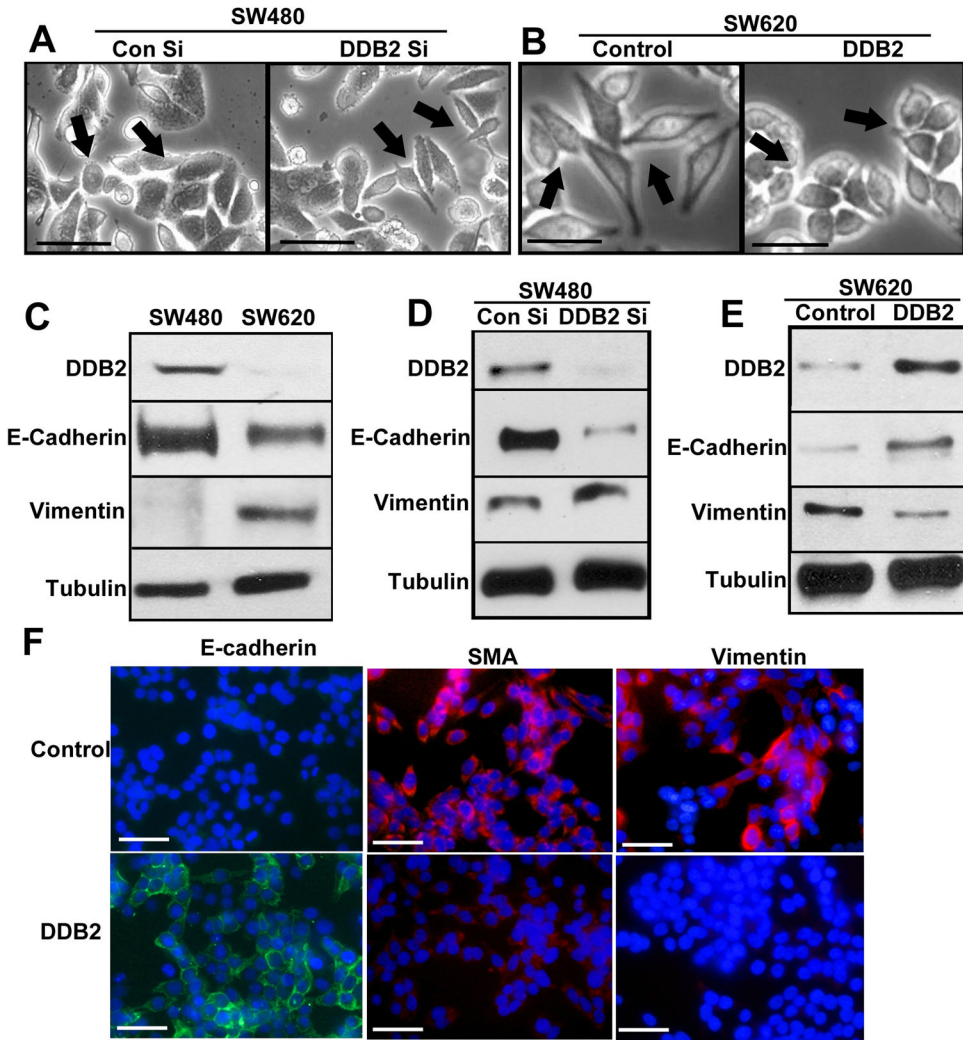 SW480
A
Con Si
DDB2 Si
SW620
B
Control
DDB2
C
SW480 SW620
DDB2
E-Cadherin
Vimentin
Tubulin
D
SW480
Con Si DDB2 Si
DDB2
E-Cadherin
Vimentin
Tubulin
E
SW620
Control DDB2
DDB2
E-Cadherin
Vimentin
Tubulin
F
E-cadherin
SMA
Vimentin
Control
DDB2